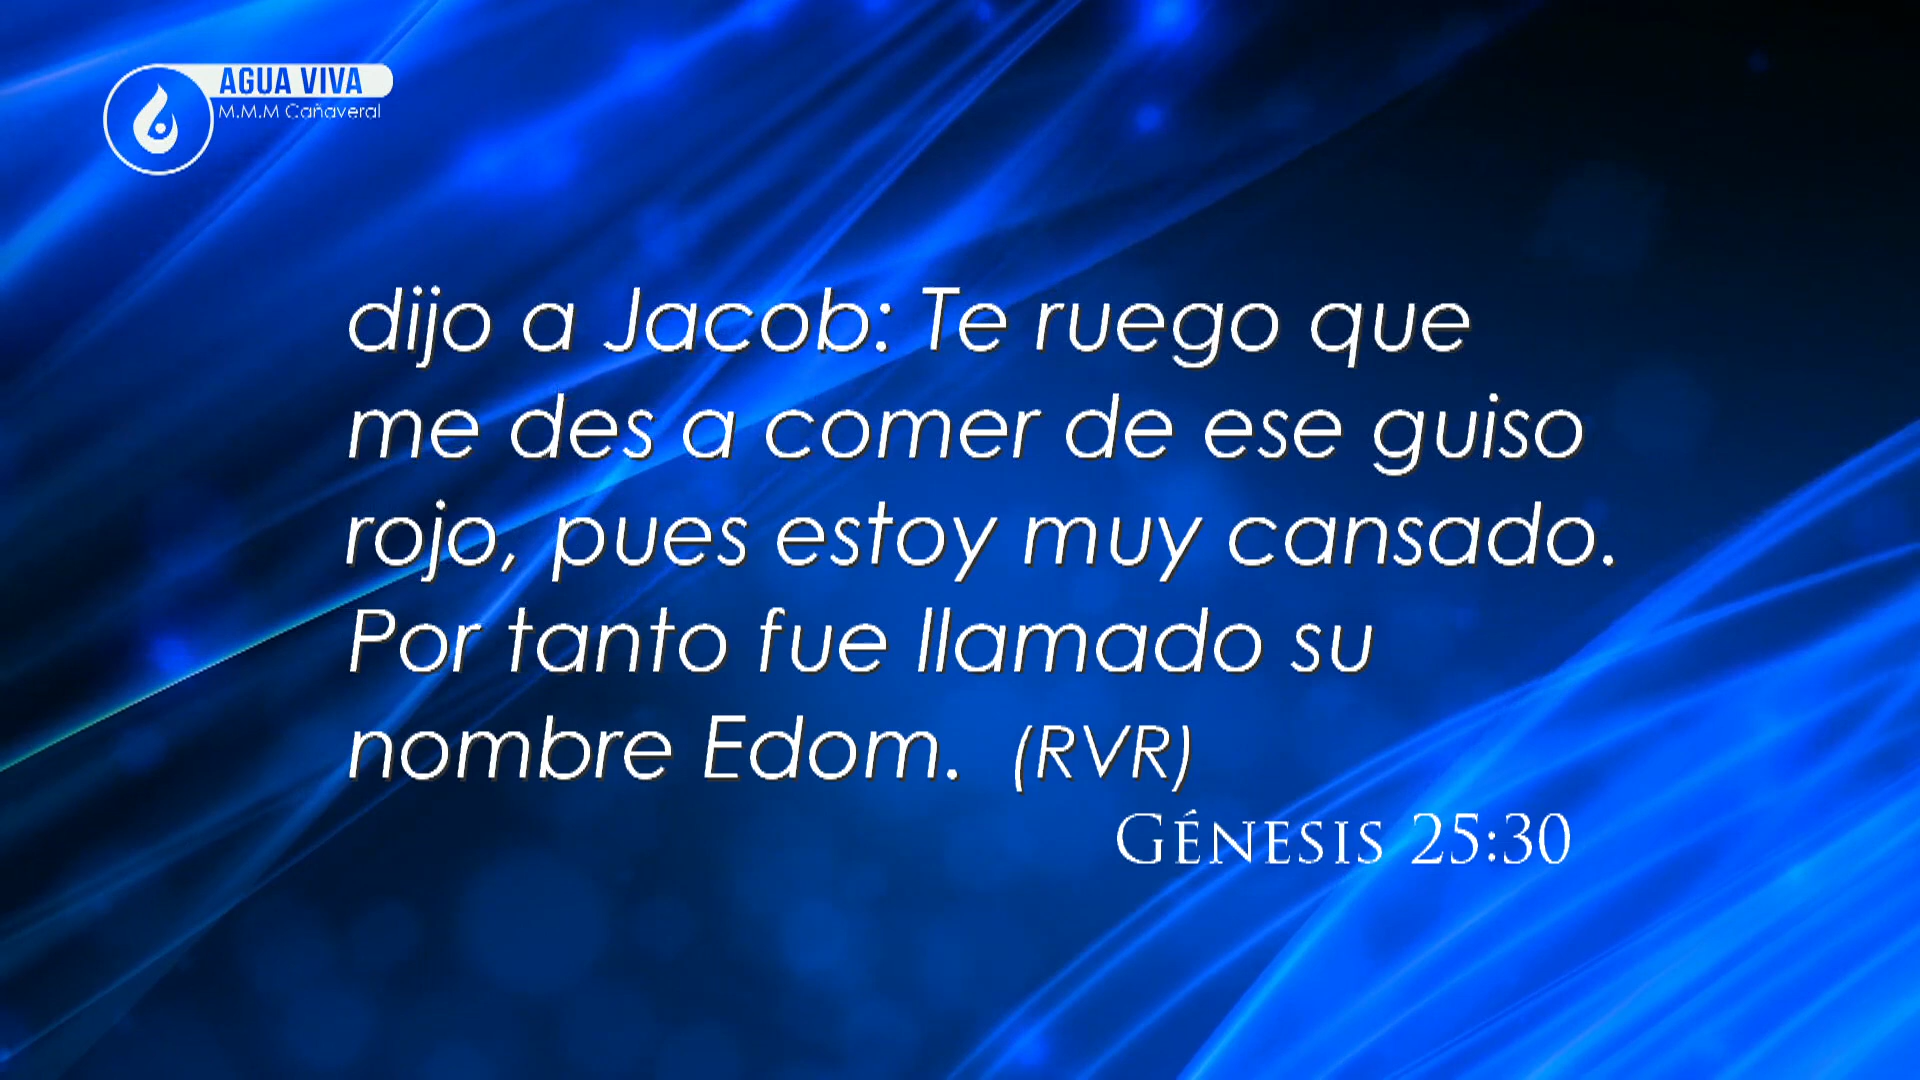 AGUA VIVA
M.M.M Cañaveral
dijo a Jacob: Te ruego que
me des a comer de ese guiso
rojo, pues estoy muy cansado.
Por tanto fue llamado su
nombre Edom. (RVR)
GÉNESIS 25:30